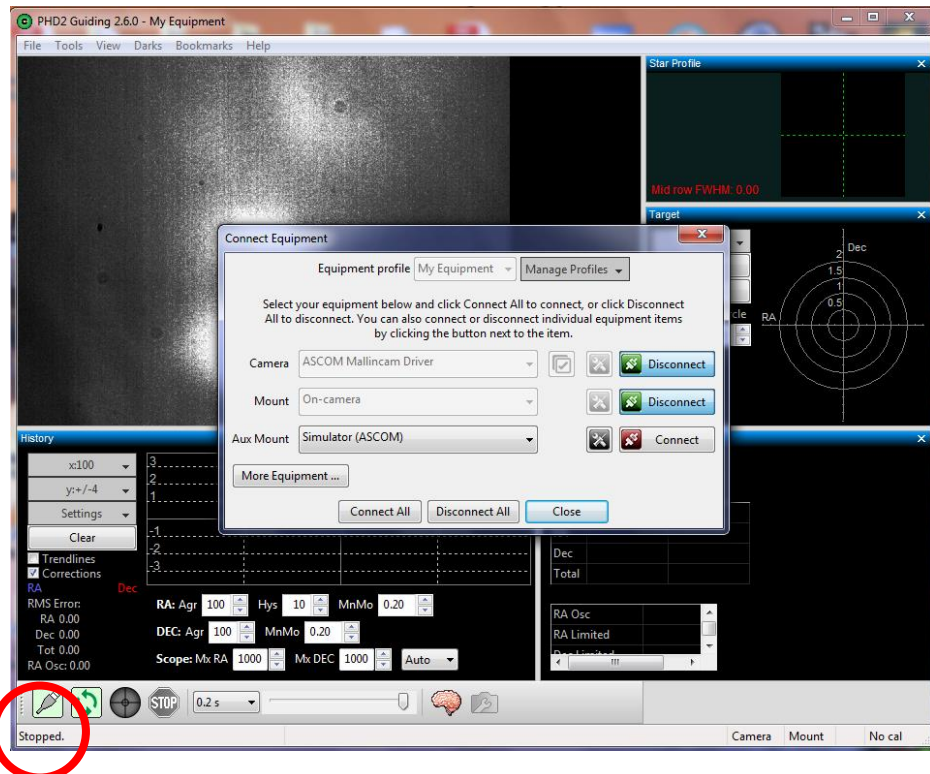 PHD2 Guiding 2.6.0 - My Equipment
File Tools View Darks Bookmarks Help
Star Profile
Mid row FWHM: 0.00
Target
Dec
2
1.5
1
0.5
RA
cle
Connect Equipment
Equipment profile My Equipment Manage Profiles
Select your equipment below and click Connect All to connect, or click Disconnect
All to disconnect. You can also connect or disconnect individual equipment items
by clicking the button next to the item.
Camera ASCOM Mallincam Driver Disconnect
Mount On-camera Disconnect
Aux Mount Simulator (ASCOM) Connect
More Equipment ...
Connect All Disconnect All Close
History
x:100
y:+/-4
Settings
Clear
Trendlines
Corrections
RA Dec
RMS Error:
RA 0.00
Dec 0.00
Tot 0.00
RA Osc: 0.00
3
2
1
-1
-2
-3
RA: Agr 100 Hys 10 MnMo 0.20
DEC: Agr 100 MnMo 0.20
Scope: Mx RA 1000 Mx DEC 1000 Auto
Dec
Total
RA Osc
RA Limited
STOP 0.2 s
Stopped. Camera Mount No cal